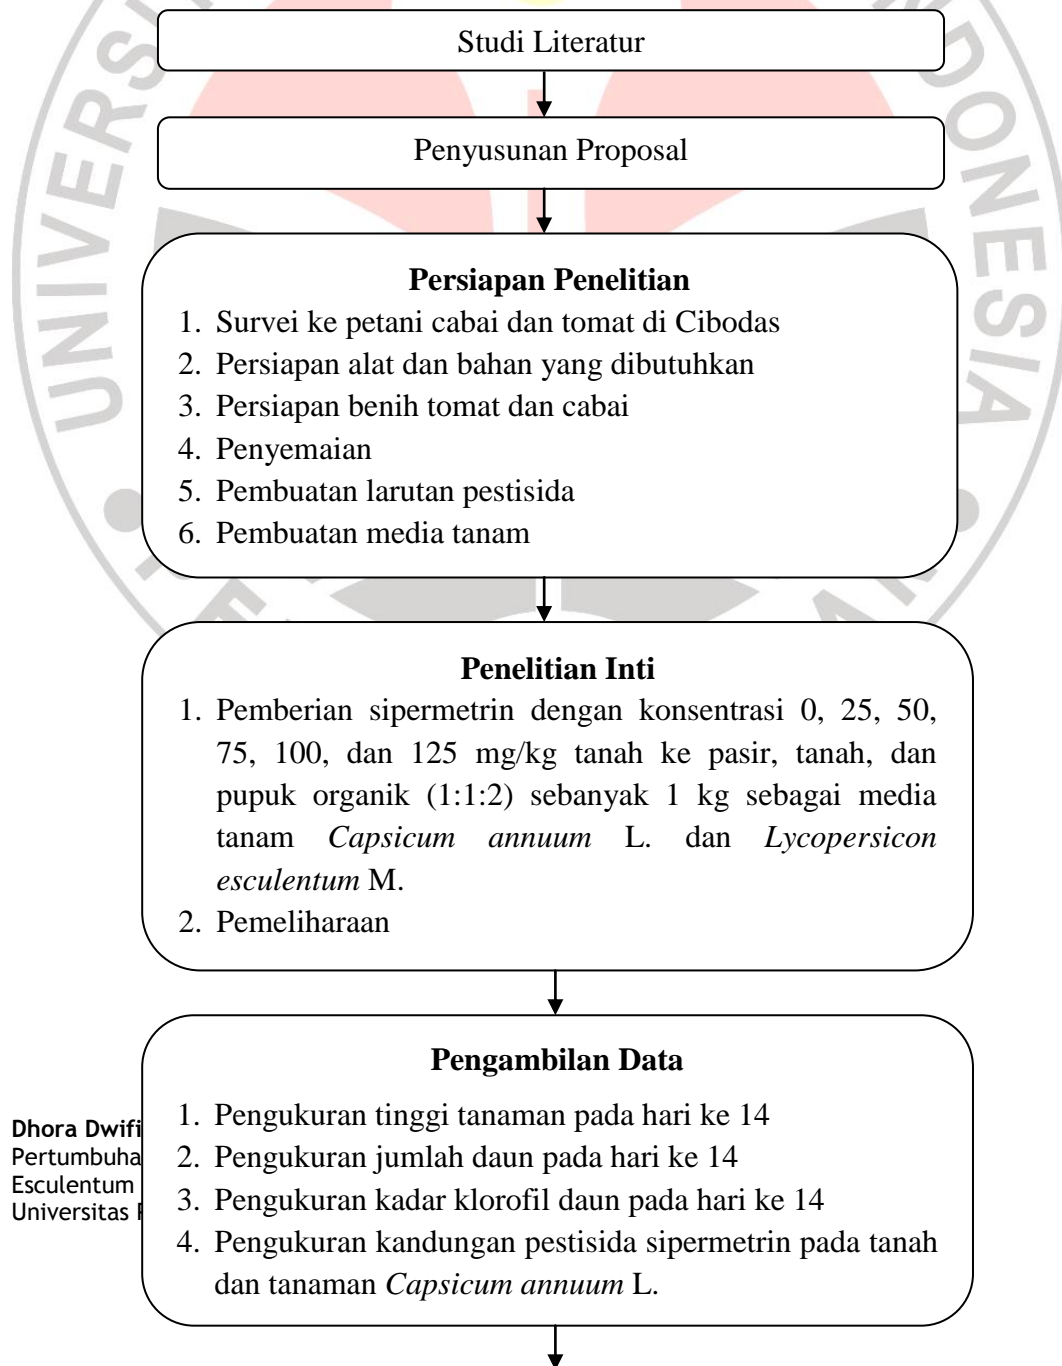 Studi Literatur
Penyusunan Proposal
Persiapan Penelitian
1. Survei ke petani cabai dan tomat di Cibodas
2. Persiapan alat dan bahan yang dibutuhkan
3. Persiapan benih tomat dan cabai
4. Penyemaian
5. Pembuatan larutan pestisida
6. Pembuatan media tanam
Penelitian Inti
1. Pemberian sipermetrin dengan konsentrasi 0, 25, 50,
75, 100, dan 125 mg/kg tanah ke pasir, tanah, dan
pupuk organik (1:1:2) sebanyak 1 kg sebagai media
tanam Capsicum annuum L. dan Lycopersicon
esculentum M.
2. Pemeliharaan
Pengambilan Data
1. Pengukuran tinggi tanaman pada hari ke 14
2. Pengukuran jumlah daun pada hari ke 14
3. Pengukuran kadar klorofil daun pada hari ke 14
4. Pengukuran kandungan pestisida sipermetrin pada tanah
dan tanaman Capsicum annuum L.
Dhora Dwifi
Pertumbuha
Esculentum
Universitas